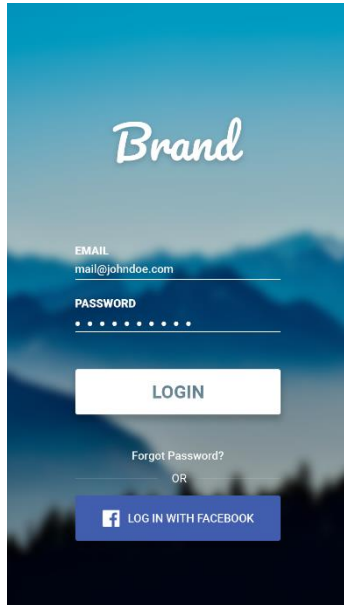 Brand
EMAIL
mail@johndoe.com
PASSWORD
LOGIN
Forgot Password?
OR
LOG IN WITH FACEBOOK